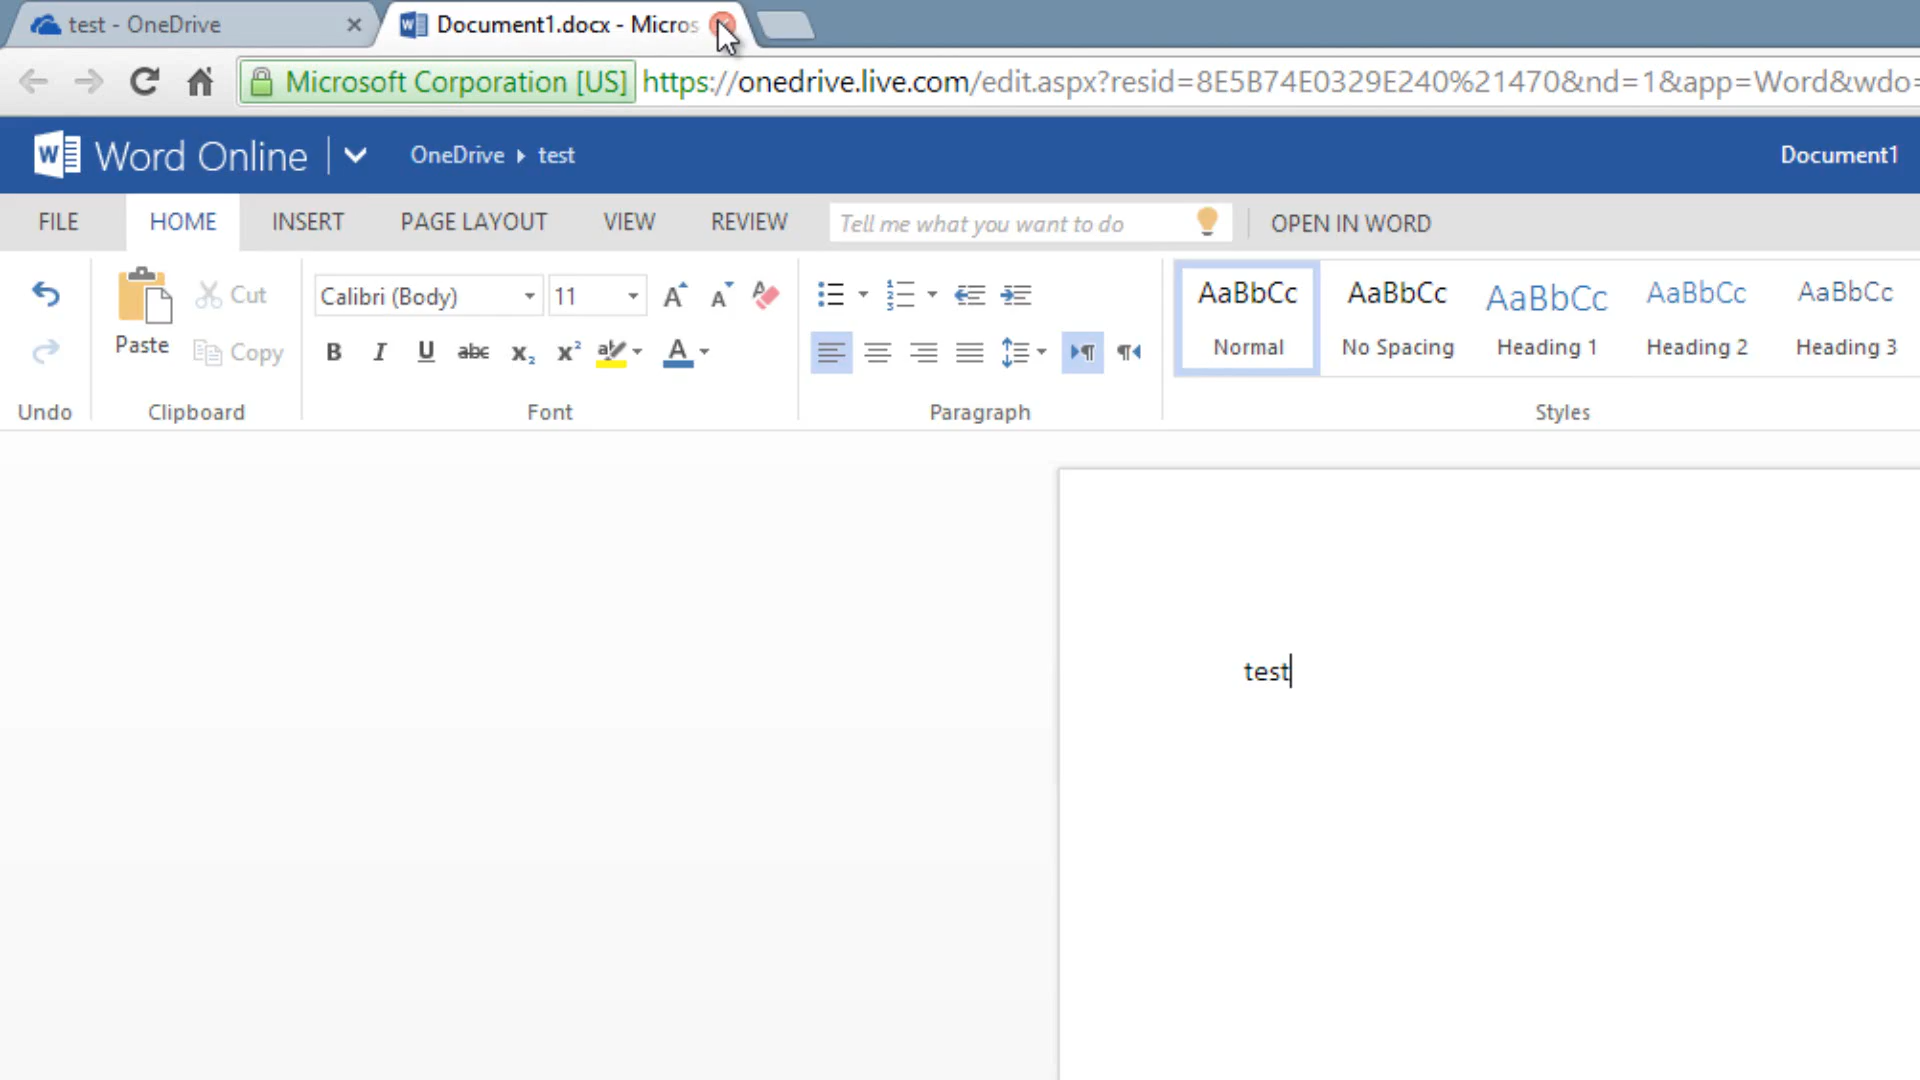 test - OneDrive
Document1.docx - Micros
Microsoft Corporation [US] https://onedrive.live.com/edit.aspx?resid=8E5B74E0329E240%21470&nd=1&app=Word&wdo=
Word Online OneDrive test Document1
FILE HOME INSERT PAGE LAYOUT VIEW REVIEW Tell me what you want to do OPEN IN WORD
Paste Cut Copy
Calibri (Body) 11
B I U abc x₂ x² A
AaBbCc AaBbCc AaBbCc AaBbCc AaBbCc
Normal No Spacing Heading 1 Heading 2 Heading 3
Undo Clipboard Font Paragraph Styles
test